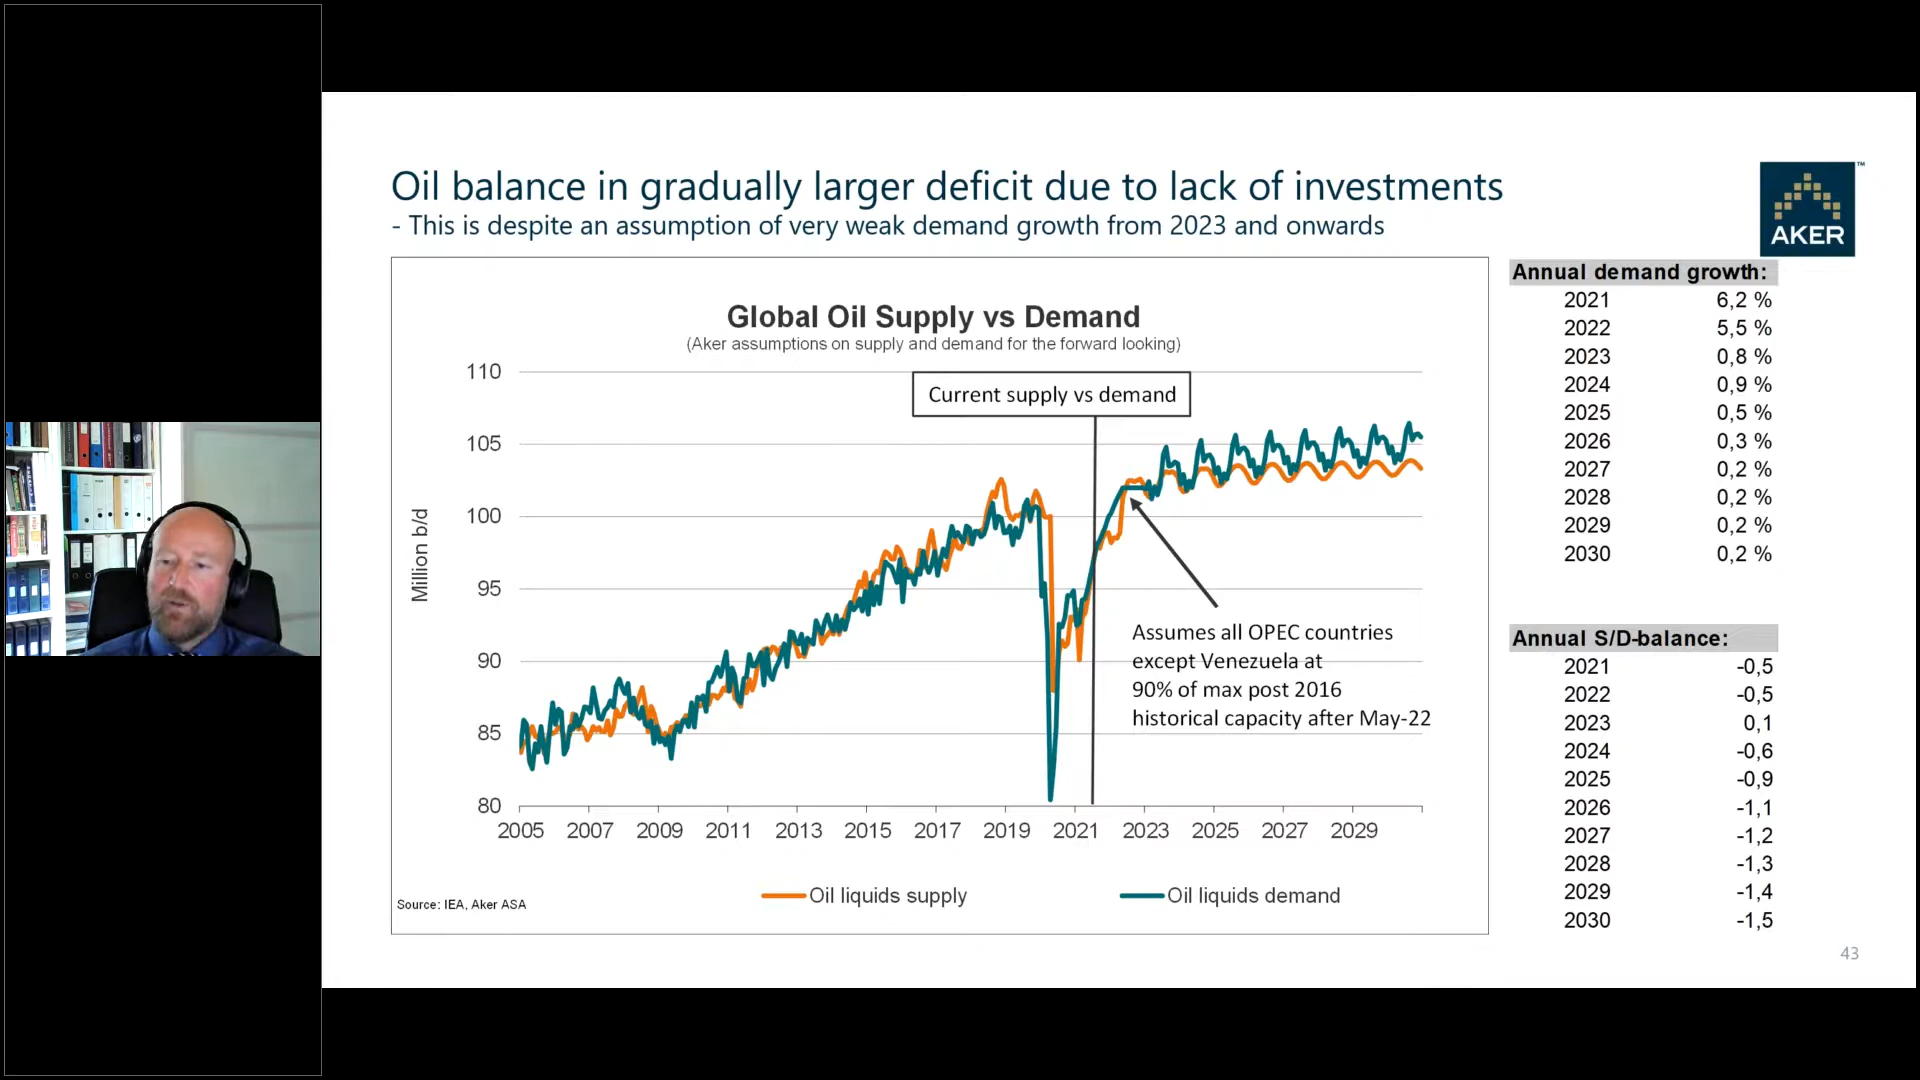 Oil balance in gradually larger deficit due to lack of investments
- This is despite an assumption of very weak demand growth from 2023 and onwards
AKER
TM
Global Oil Supply vs Demand
(Aker assumptions on supply and demand for the forward looking)
Current supply vs demand
Million b/d
110
105
100
95
90
85
80
2005 2007 2009 2011 2013 2015 2017 2019 2021 2023 2025 2027 2029
Assumes all OPEC countries
except Venezuela at
90% of max post 2016
historical capacity after May-22
Oil liquids supply
Oil liquids demand
Source: IEA, Aker ASA
Annual demand growth:
2021 6,2 %
2022 5,5 %
2023 0,8 %
2024 0,9 %
2025 0,5 %
2026 0,3 %
2027 0,2 %
2028 0,2 %
2029 0,2 %
2030 0,2 %
Annual S/D-balance:
2021 -0,5
2022 -0,5
2023 0,1
2024 -0,6
2025 -0,9
2026 -1,1
2027 -1,2
2028 -1,3
2029 -1,4
2030 -1,5
43